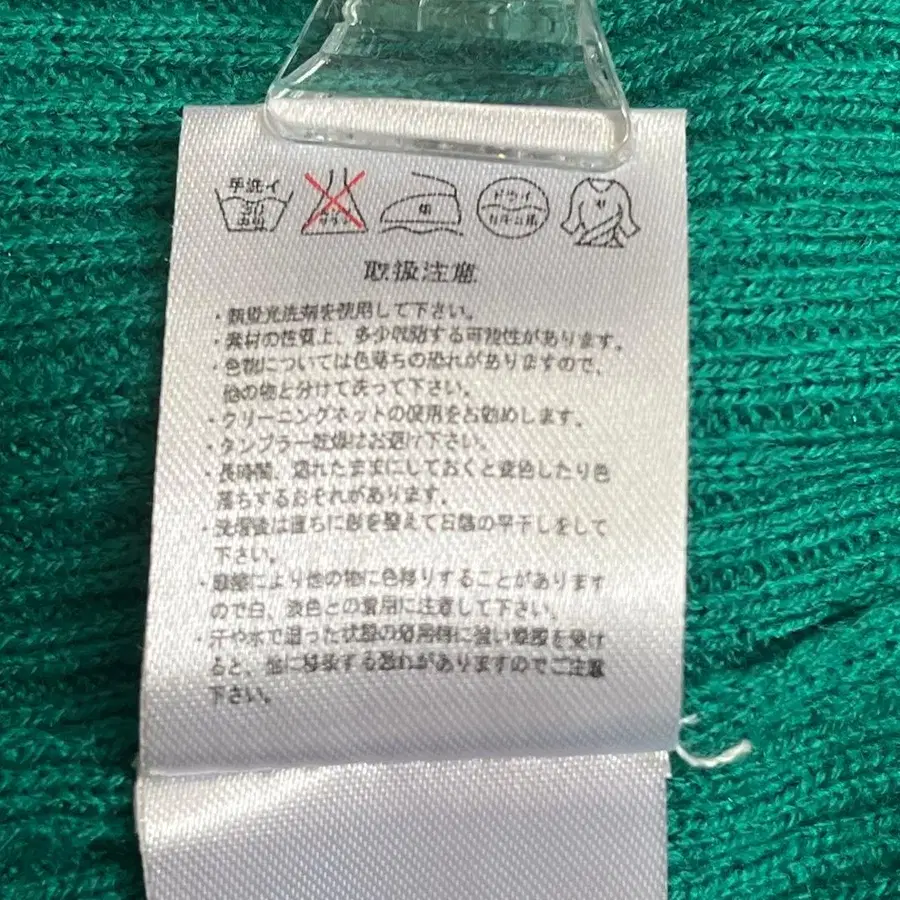 手洗イ
中性
エンソ
サラシ
中
ドライ
セキユ系
ヨワク
取扱注意
・無蛍光洗剤を使用して下さい。
・素材の性質上、多少収縮する可能性があります。
・色物については色落ちの恐れがありますので、
他の物と分けて洗って下さい。
・クリーニングネットの使用をお勧めします。
・タンブラー乾燥はお避け下さい。
・長時間、濡れたままにしておくと変色したり色
落ちするおそれがあります。
・洗濯後は直ちに形を整えて日陰の平干しをして
下さい。
・摩擦により他の物に色移りすることがあります
ので白、淡色との着用に注意して下さい。
・汗や水で湿った状態の着用時に強い摩擦を受け
ると、他に移染する恐れがありますのでご注意
下さい。